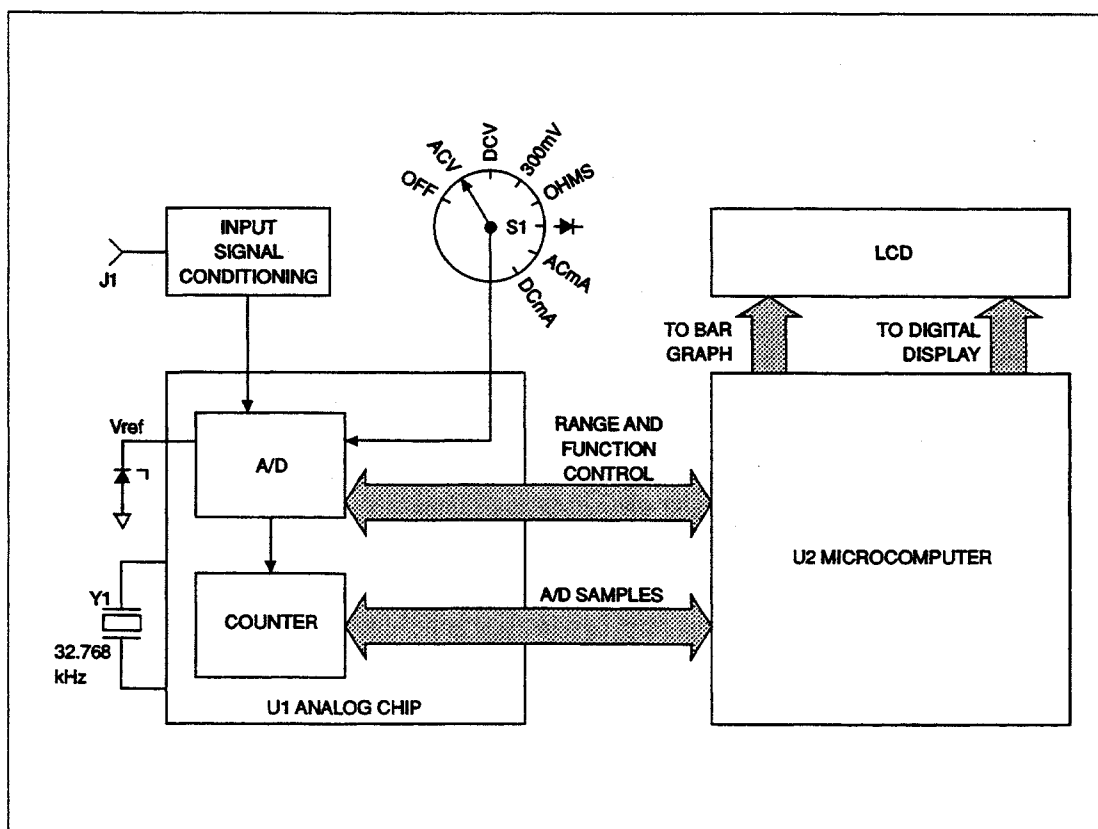 OFF
ACV
DCV
300mV
OHMS
S1
ACmA
DCmA
J1
INPUT
SIGNAL
CONDITIONING
LCD
TO BAR
GRAPH
TO DIGITAL
DISPLAY
Vref
A/D
RANGE AND
FUNCTION
CONTROL
U2 MICROCOMPUTER
Y1
32.768
kHz
COUNTER
A/D SAMPLES
U1 ANALOG CHIP